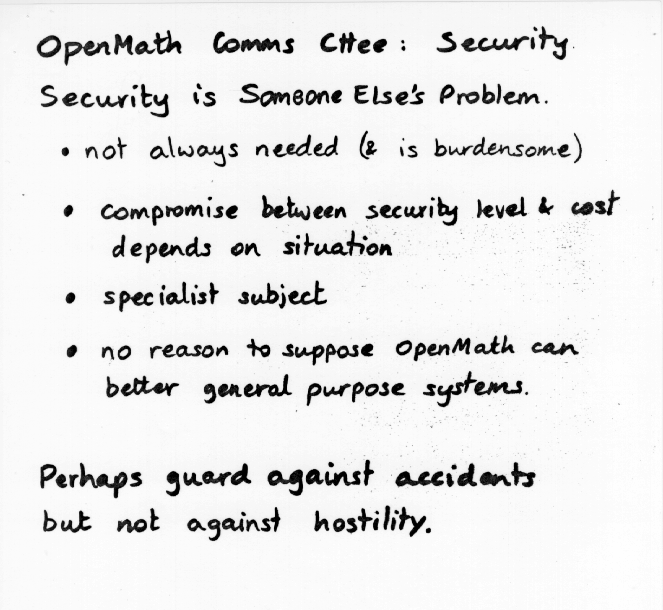 OpenMath Comms CHee : Security.
Security is Someone Else's Problem.
• not always needed (& is burdensome)
• compromise between security level & cost
depends on situation
• specialist subject
• no reason to suppose OpenMath can
better general purpose systems.
Perhaps guard against accidents
but not against hostility.